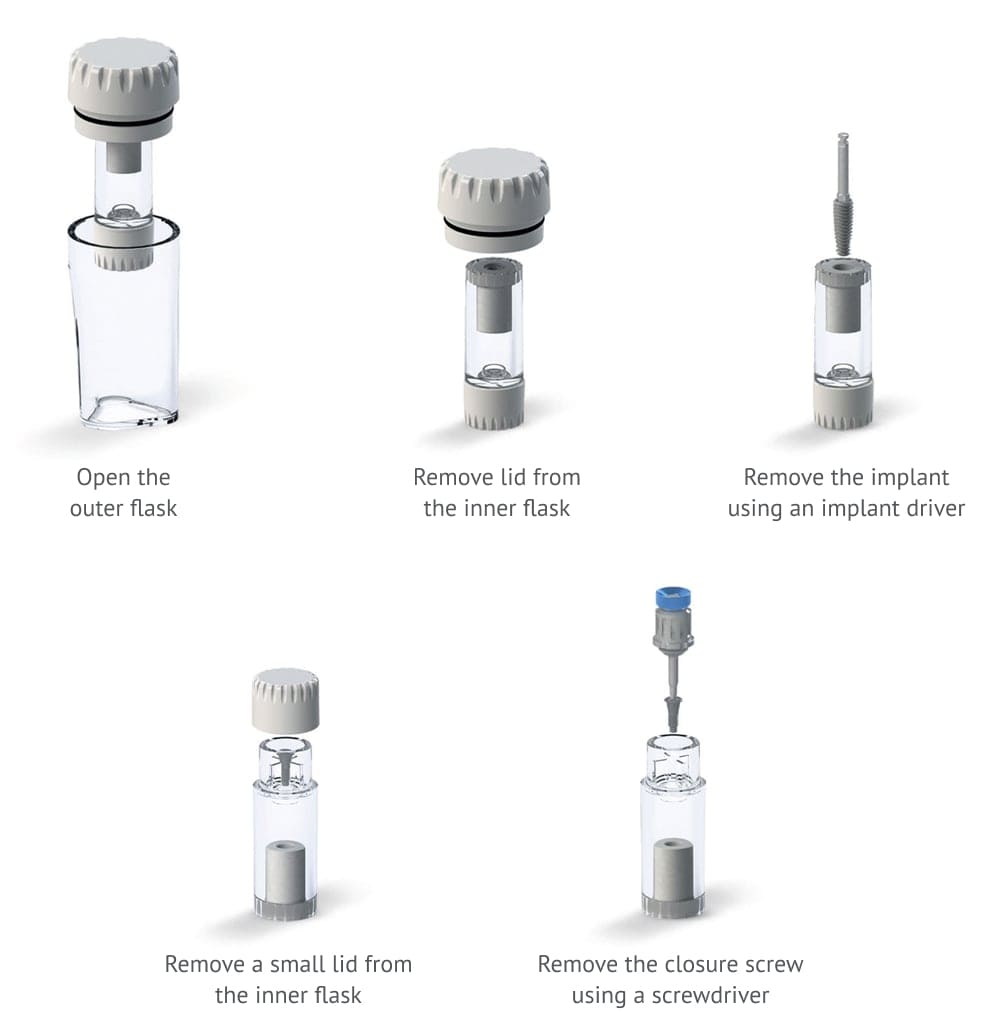 Open the
outer flask
Remove lid from
the inner flask
Remove the implant
using an implant driver
Remove a small lid from
the inner flask
Remove the closure screw
using a screwdriver